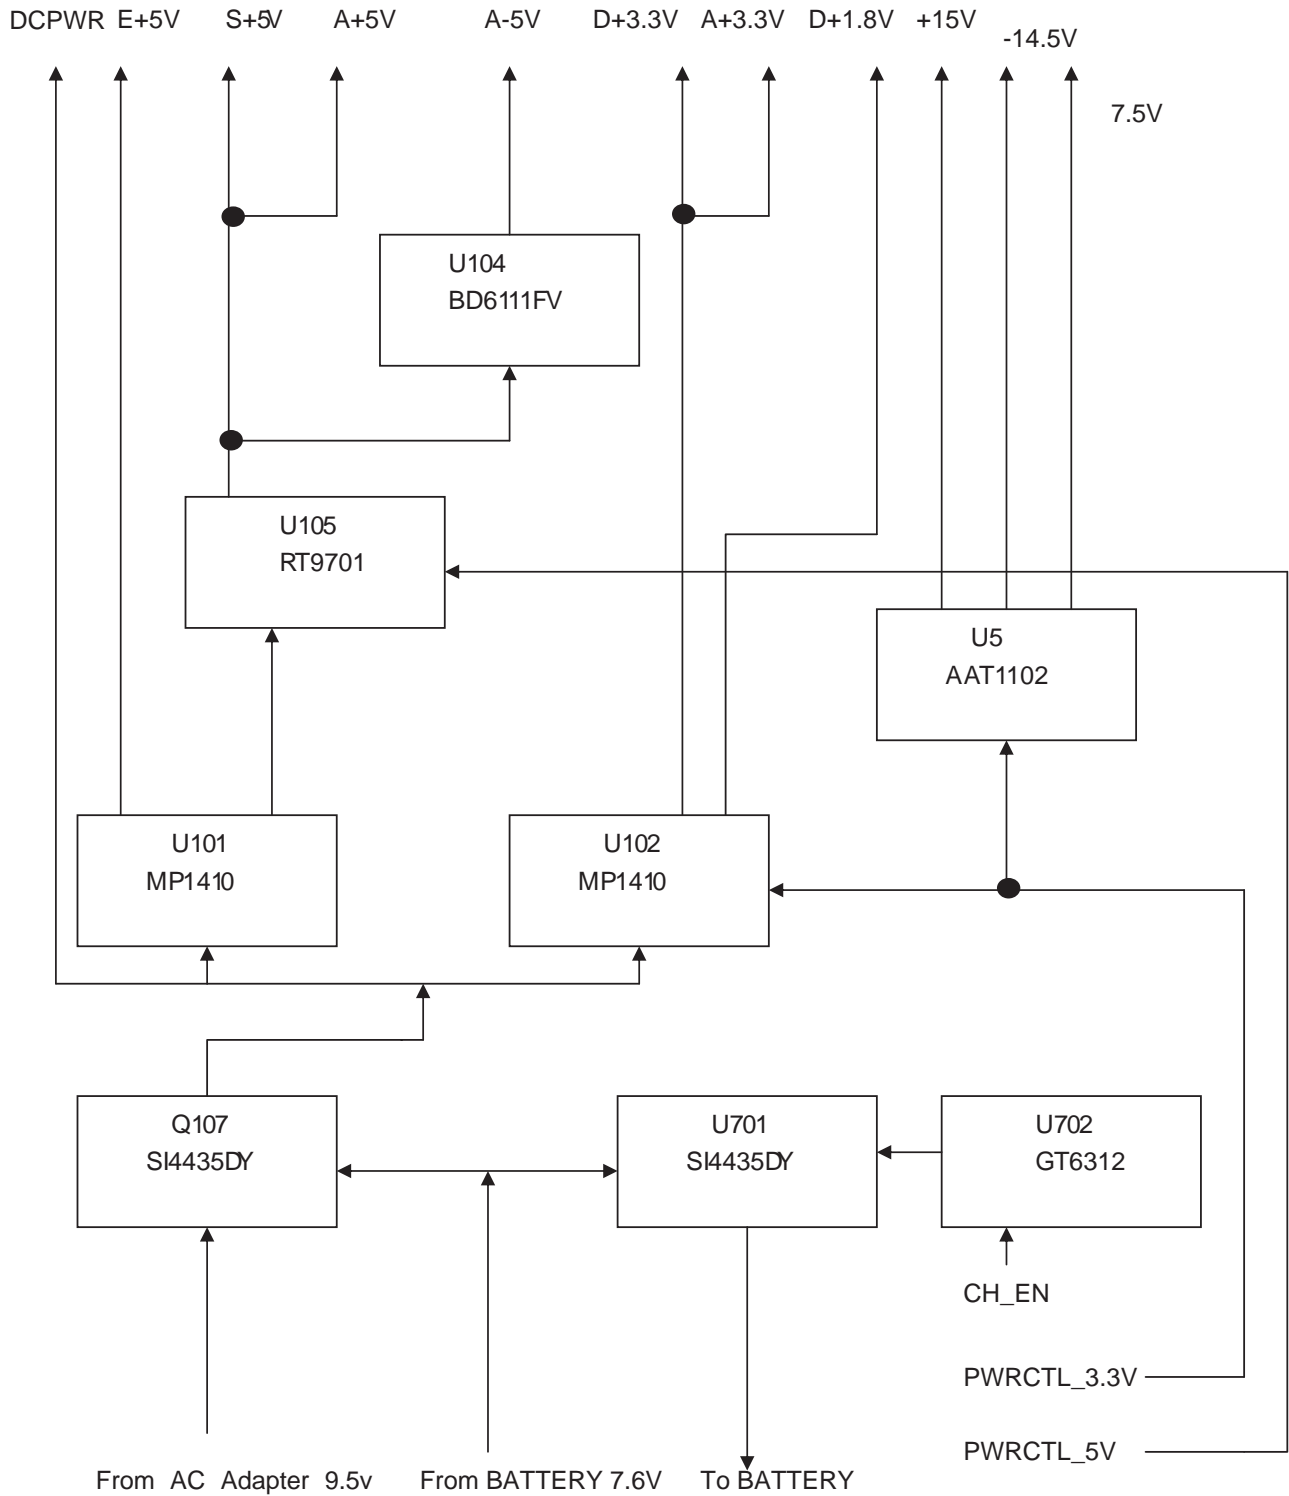 DCPWR E+5V S+5V A+5V A-5V D+3.3V A+3.3V D+1.8V +15V
-14.5V
7.5V
U104
BD6111FV
U105
RT9701
U5
AAT1102
U101
MP1410
U102
MP1410
Q107
SI4435DY
U701
SI4435DY
U702
GT6312
CH_EN
PWRCTL_3.3V
PWRCTL_5V
From AC Adapter 9.5v
From BATTERY 7.6V
To BATTERY